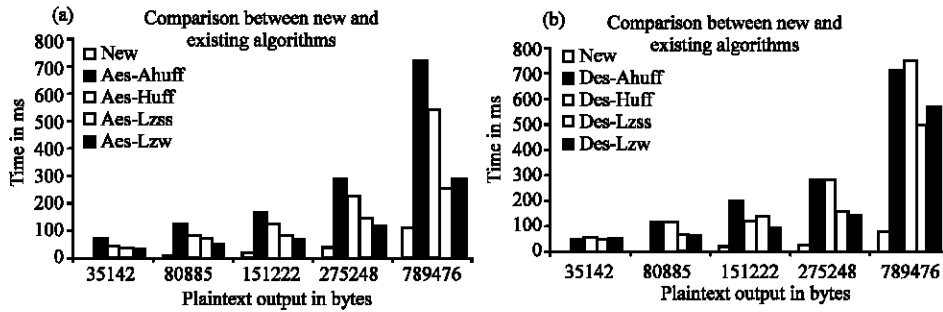 (a)
Comparison between new and
existing algorithms
New
Aes-Ahuff
Aes-Huff
Aes-Lzss
Aes-Lzw
Time in ms
800
700
600
500
400
300
200
100
0
35142 80885 151222 275248 789476
Plaintext output in bytes
(b)
Comparison between new and
existing algorithms
New
Des-Ahuff
Des-Huff
Des-Lzss
Des-Lzw
Time in ms
800
700
600
500
400
300
200
100
0
35142 80885 151222 275248 789476
Plaintext output in bytes